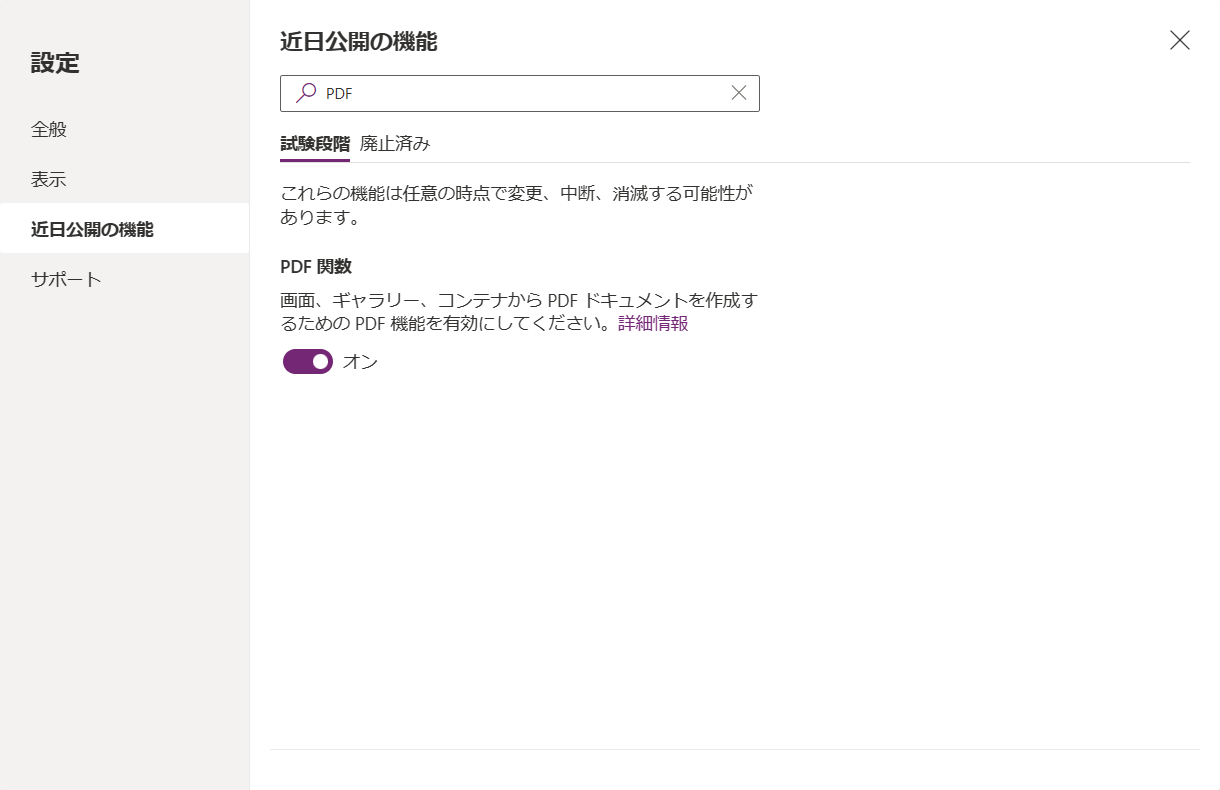 設定
全般
表示
近日公開の機能
サポート
近日公開の機能
PDF
試験段階 廃止済み
これらの機能は任意の時点で変更、中断、消滅する可能性が
あります。
PDF 関数
画面、ギャラリー、コンテナから PDF ドキュメントを作成す
るための PDF 機能を有効にしてください。詳細情報
オン